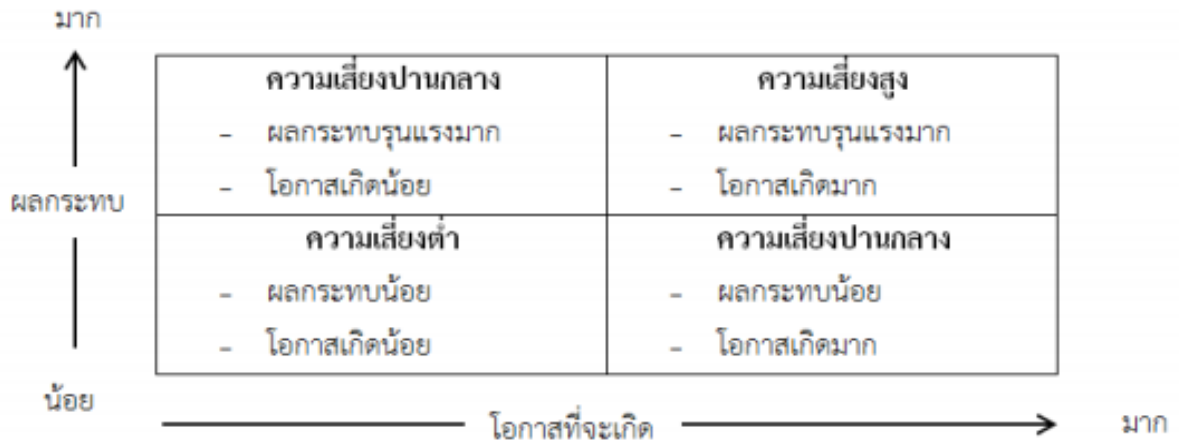 มาก
ความเสี่ยงปานกลาง ความเสี่ยงสูง
- ผลกระทบรุนแรงมาก - ผลกระทบรุนแรงมาก
- โอกาสเกิดน้อย - โอกาสเกิดมาก
ผลกระทบ
ความเสี่ยงต่ำ ความเสี่ยงปานกลาง
- ผลกระทบน้อย - ผลกระทบน้อย
- โอกาสเกิดน้อย - โอกาสเกิดมาก
น้อย
โอกาสที่จะเกิด มาก